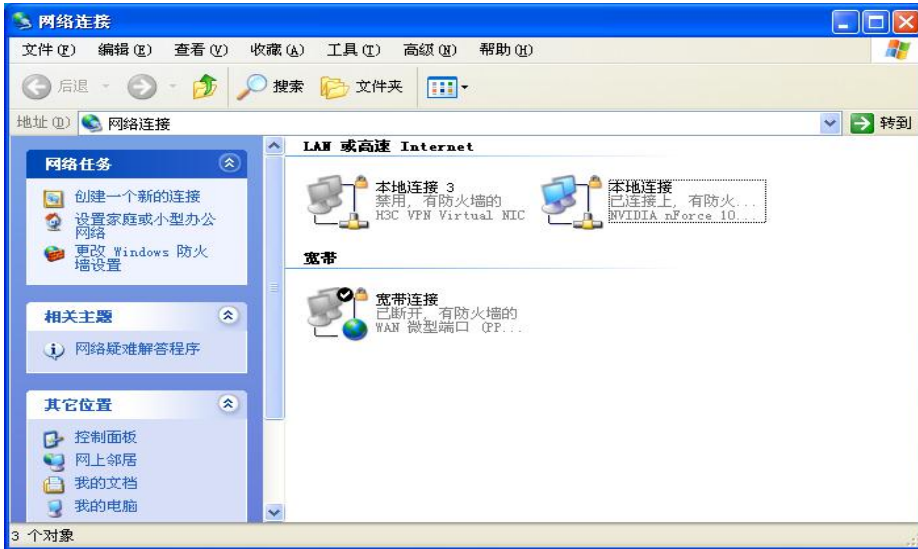 网络连接
文件(F) 编辑(E) 查看(V) 收藏(A) 工具(T) 高级(N) 帮助(H)
后退 搜索 文件夹
地址(D) 网络连接 转到
网络任务
创建一个新的连接
设置家庭或小型办公
网络
更改 Windows 防火
墙设置
相关主题
网络疑难解答程序
其它位置
控制面板
网上邻居
我的文档
我的电脑
LAN 或高速 Internet
本地连接 3
禁用, 有防火墙的
H3C VPN Virtual NIC
本地连接
已连接上, 有防火...
NVIDIA nForce 10...
宽带
宽带连接
已断开, 有防火墙的
WAN 微型端口 (PP...
3 个对象